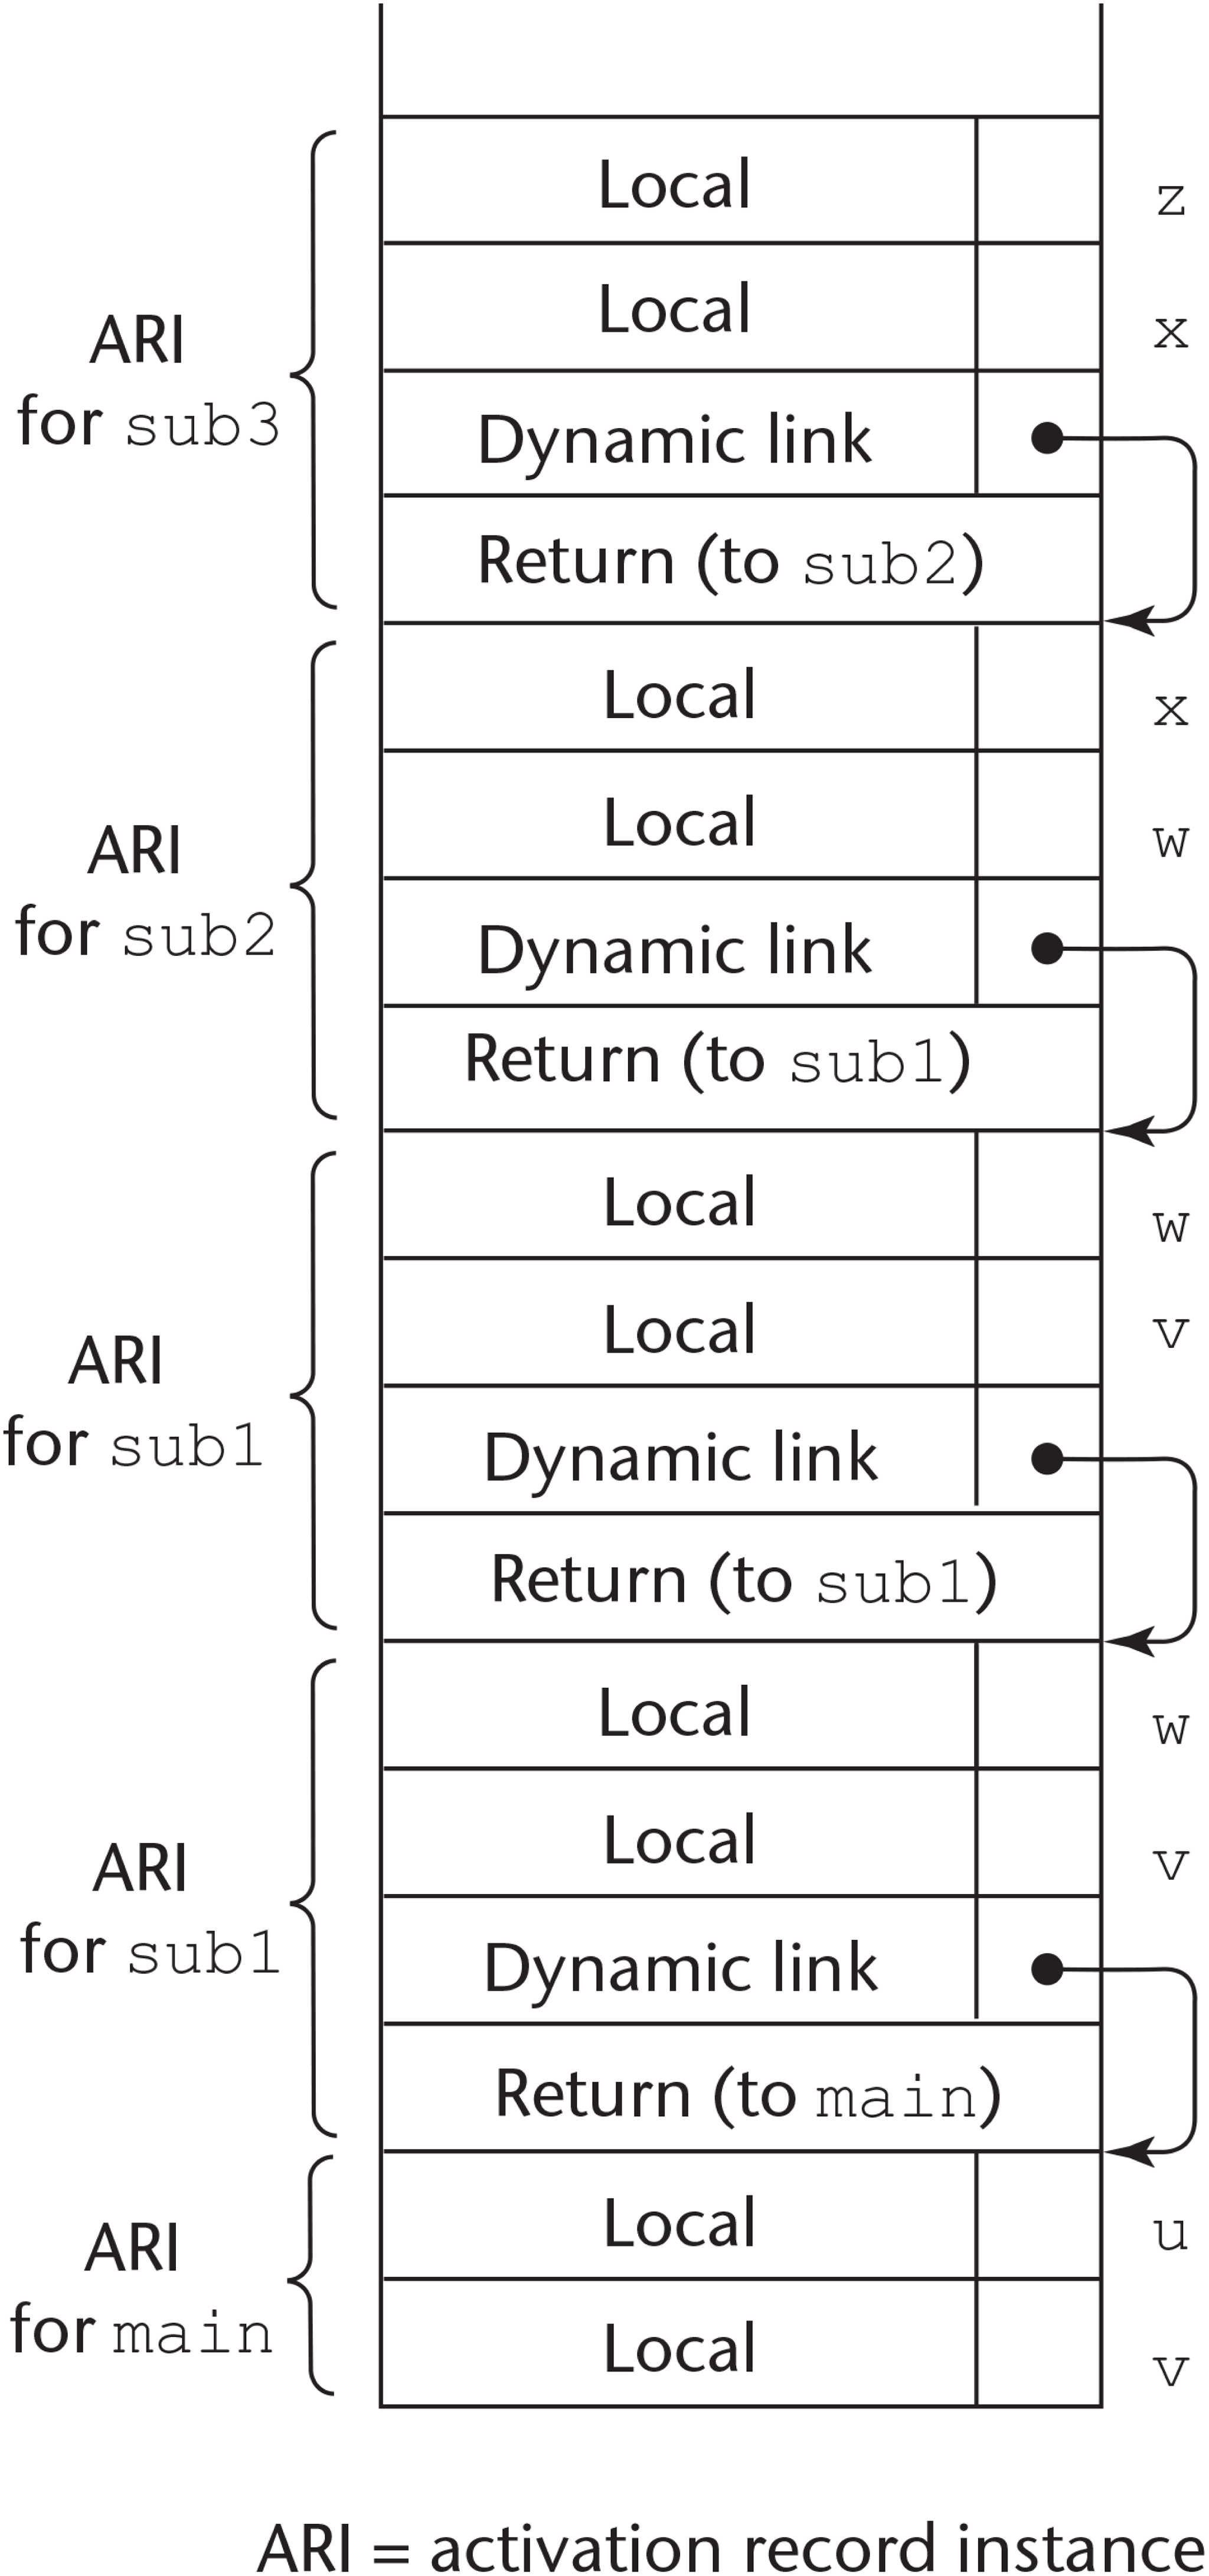 Local
z
Local
x
ARI
for sub3
Dynamic link
Return (to sub2)
Local
x
Local
w
ARI
for sub2
Dynamic link
Return (to sub1)
Local
w
Local
v
ARI
for sub1
Dynamic link
Return (to sub1)
Local
w
Local
v
ARI
for sub1
Dynamic link
Return (to main)
Local
u
ARI
for main
Local
v
ARI = activation record instance